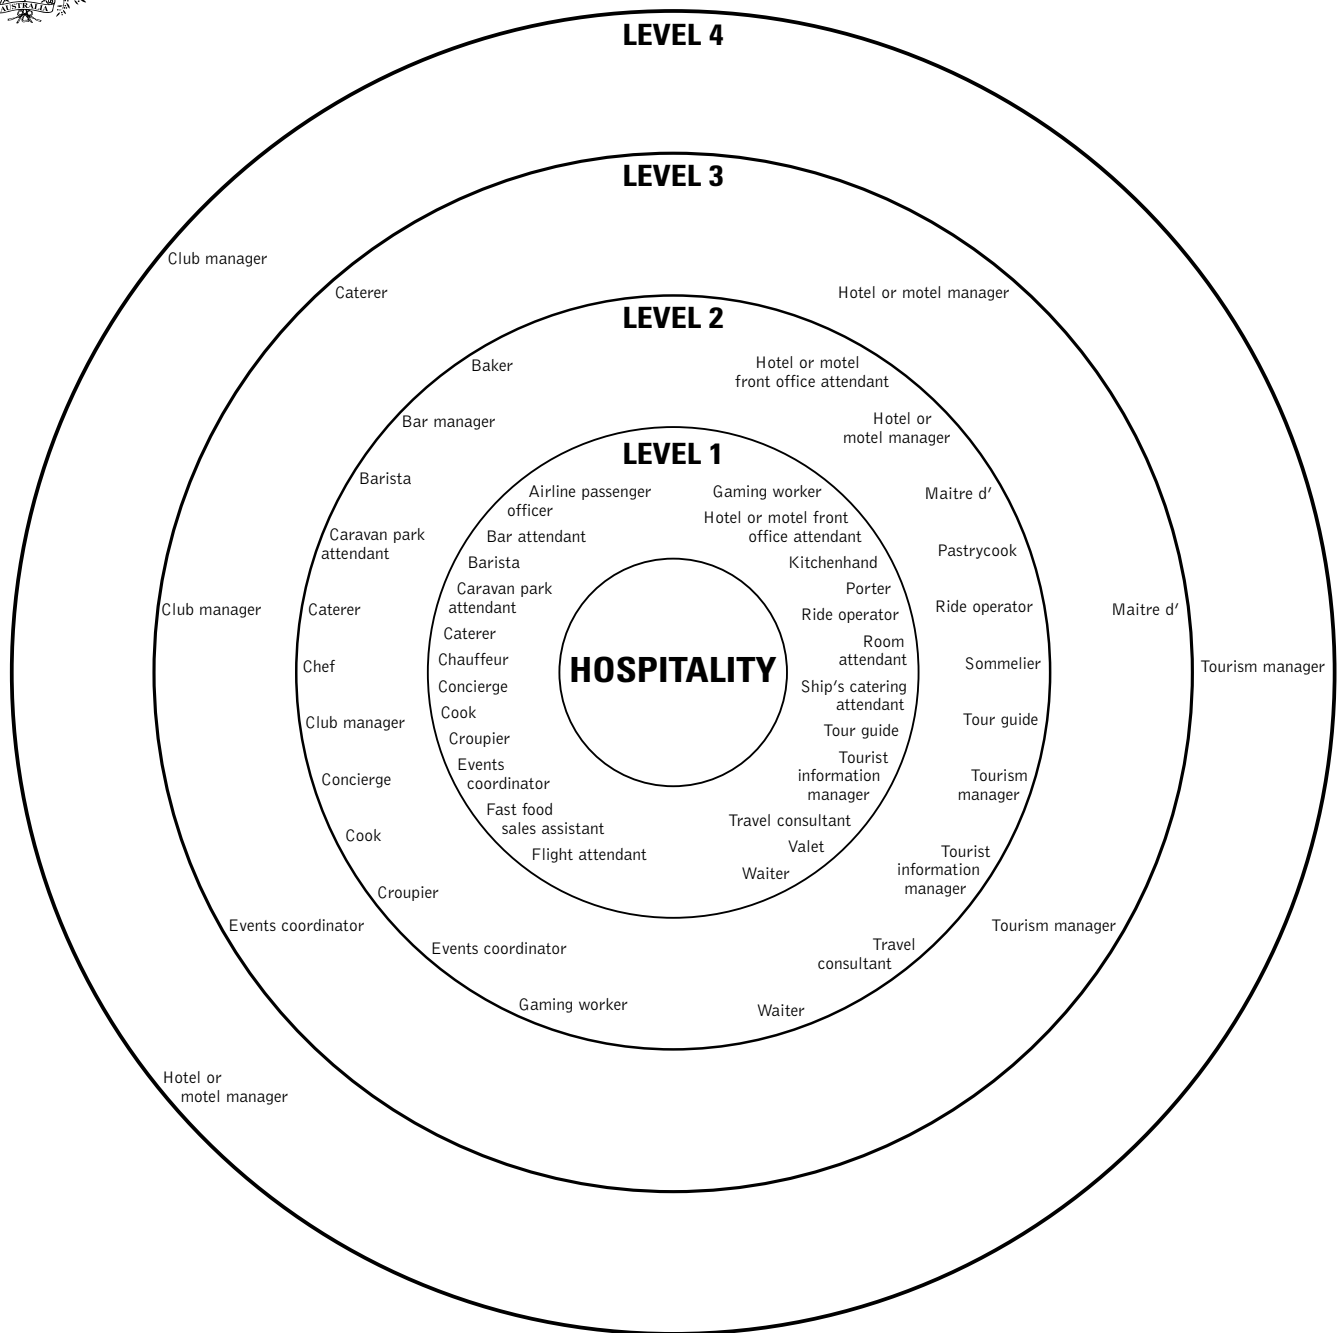 AUSTRALIA
LEVEL 4
LEVEL 3
Club manager
Caterer
Hotel or motel manager
LEVEL 2
Baker
Hotel or motel
front office attendant
Bar manager
Hotel or
motel manager
LEVEL 1
Barista
Maitre d’
Airline passenger
officer
Gaming worker
Hotel or motel front
office attendant
Caravan park
attendant
Bar attendant
Pastrycook
Barista
Kitchenhand
Caravan park
attendant
Porter
Club manager
Caterer
Ride operator
Ride operator
Maitre d’
Caterer
Room
attendant
Chef
Chauffeur
HOSPITALITY
Sommelier
Tourism manager
Concierge
Ship’s catering
attendant
Club manager
Cook
Tour guide
Tour guide
Croupier
Concierge
Events
coordinator
Tourist
information
manager
Tourism
manager
Cook
Fast food
sales assistant
Travel consultant
Flight attendant
Valet
Tourist
information
manager
Waiter
Croupier
Events coordinator
Events coordinator
Travel
consultant
Tourism manager
Gaming worker
Waiter
Hotel or
motel manager